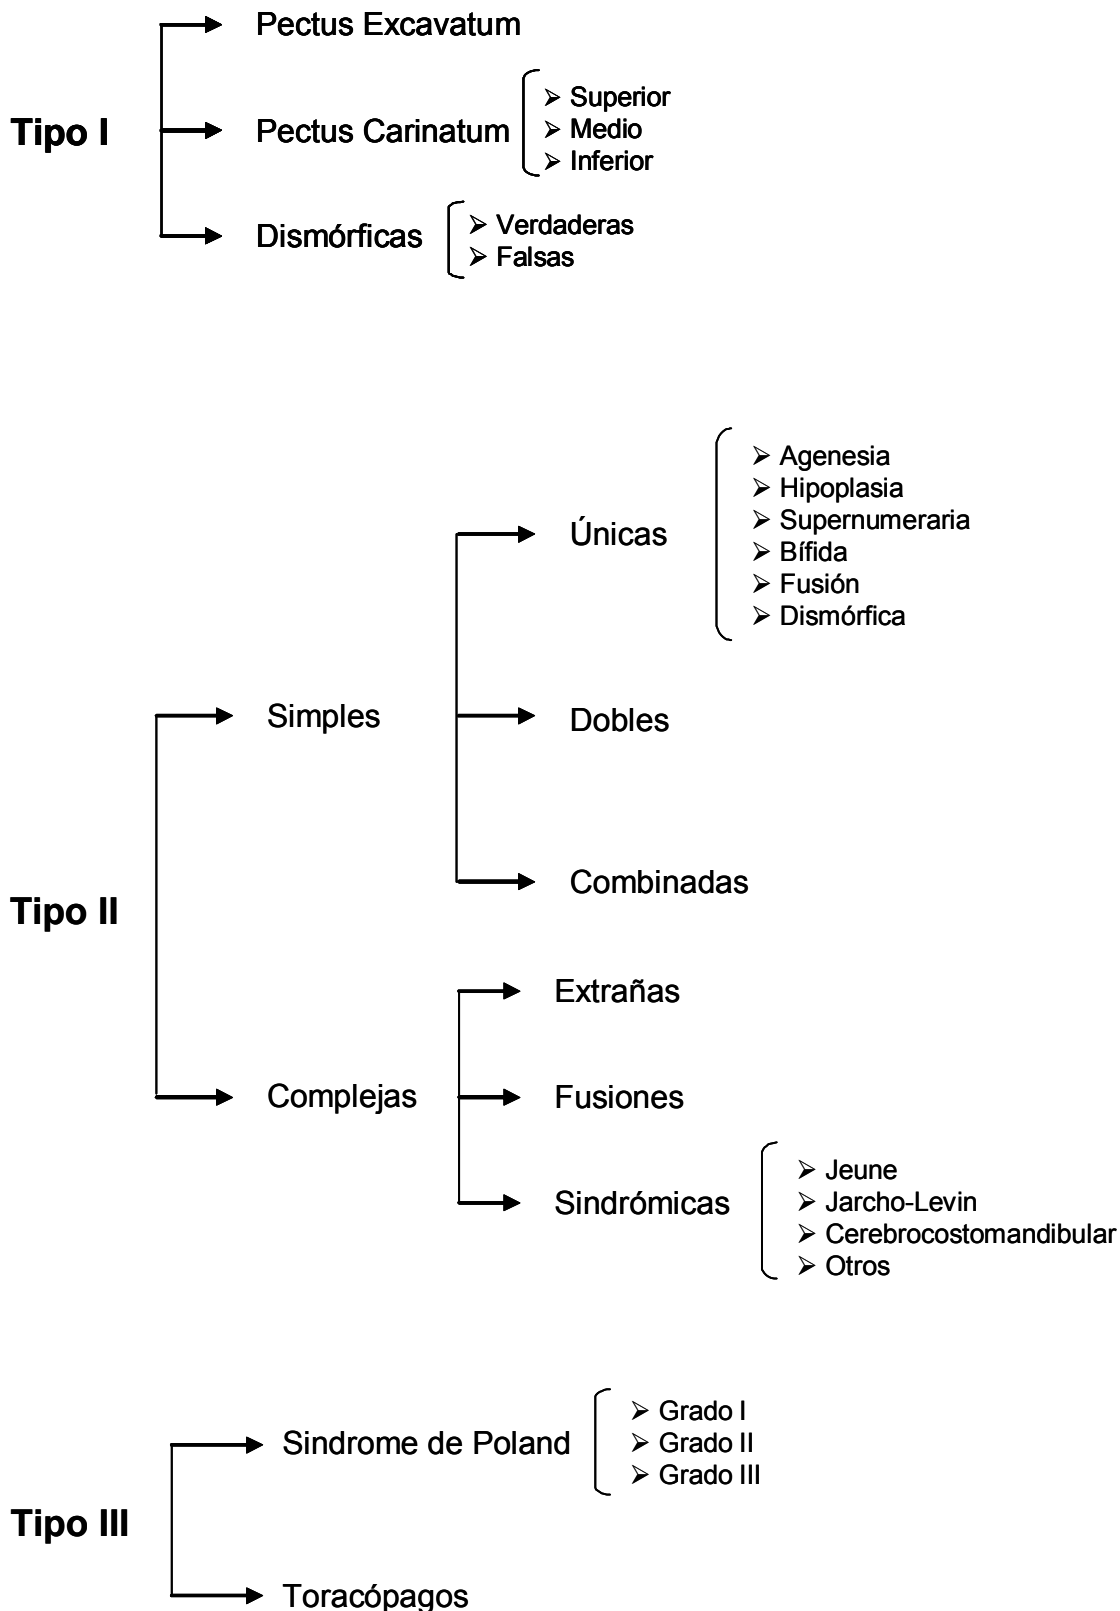 Pectus Excavatum
Tipo I
Pectus Carinatum
➢ Superior
➢ Medio
➢ Inferior
Dismórficas
➢ Verdaderas
➢ Falsas
Tipo II
Simples
Únicas
➢ Agenesia
➢ Hipoplasia
➢ Supernumeraria
➢ Bífida
➢ Fusión
➢ Dismórfica
Dobles
Combinadas
Complejas
Extrañas
Fusiones
Sindrómicas
➢ Jeune
➢ Jarcho-Levin
➢ Cerebrocostomandibular
➢ Otros
Tipo III
Sindrome de Poland
➢ Grado I
➢ Grado II
➢ Grado III
Toracópagos